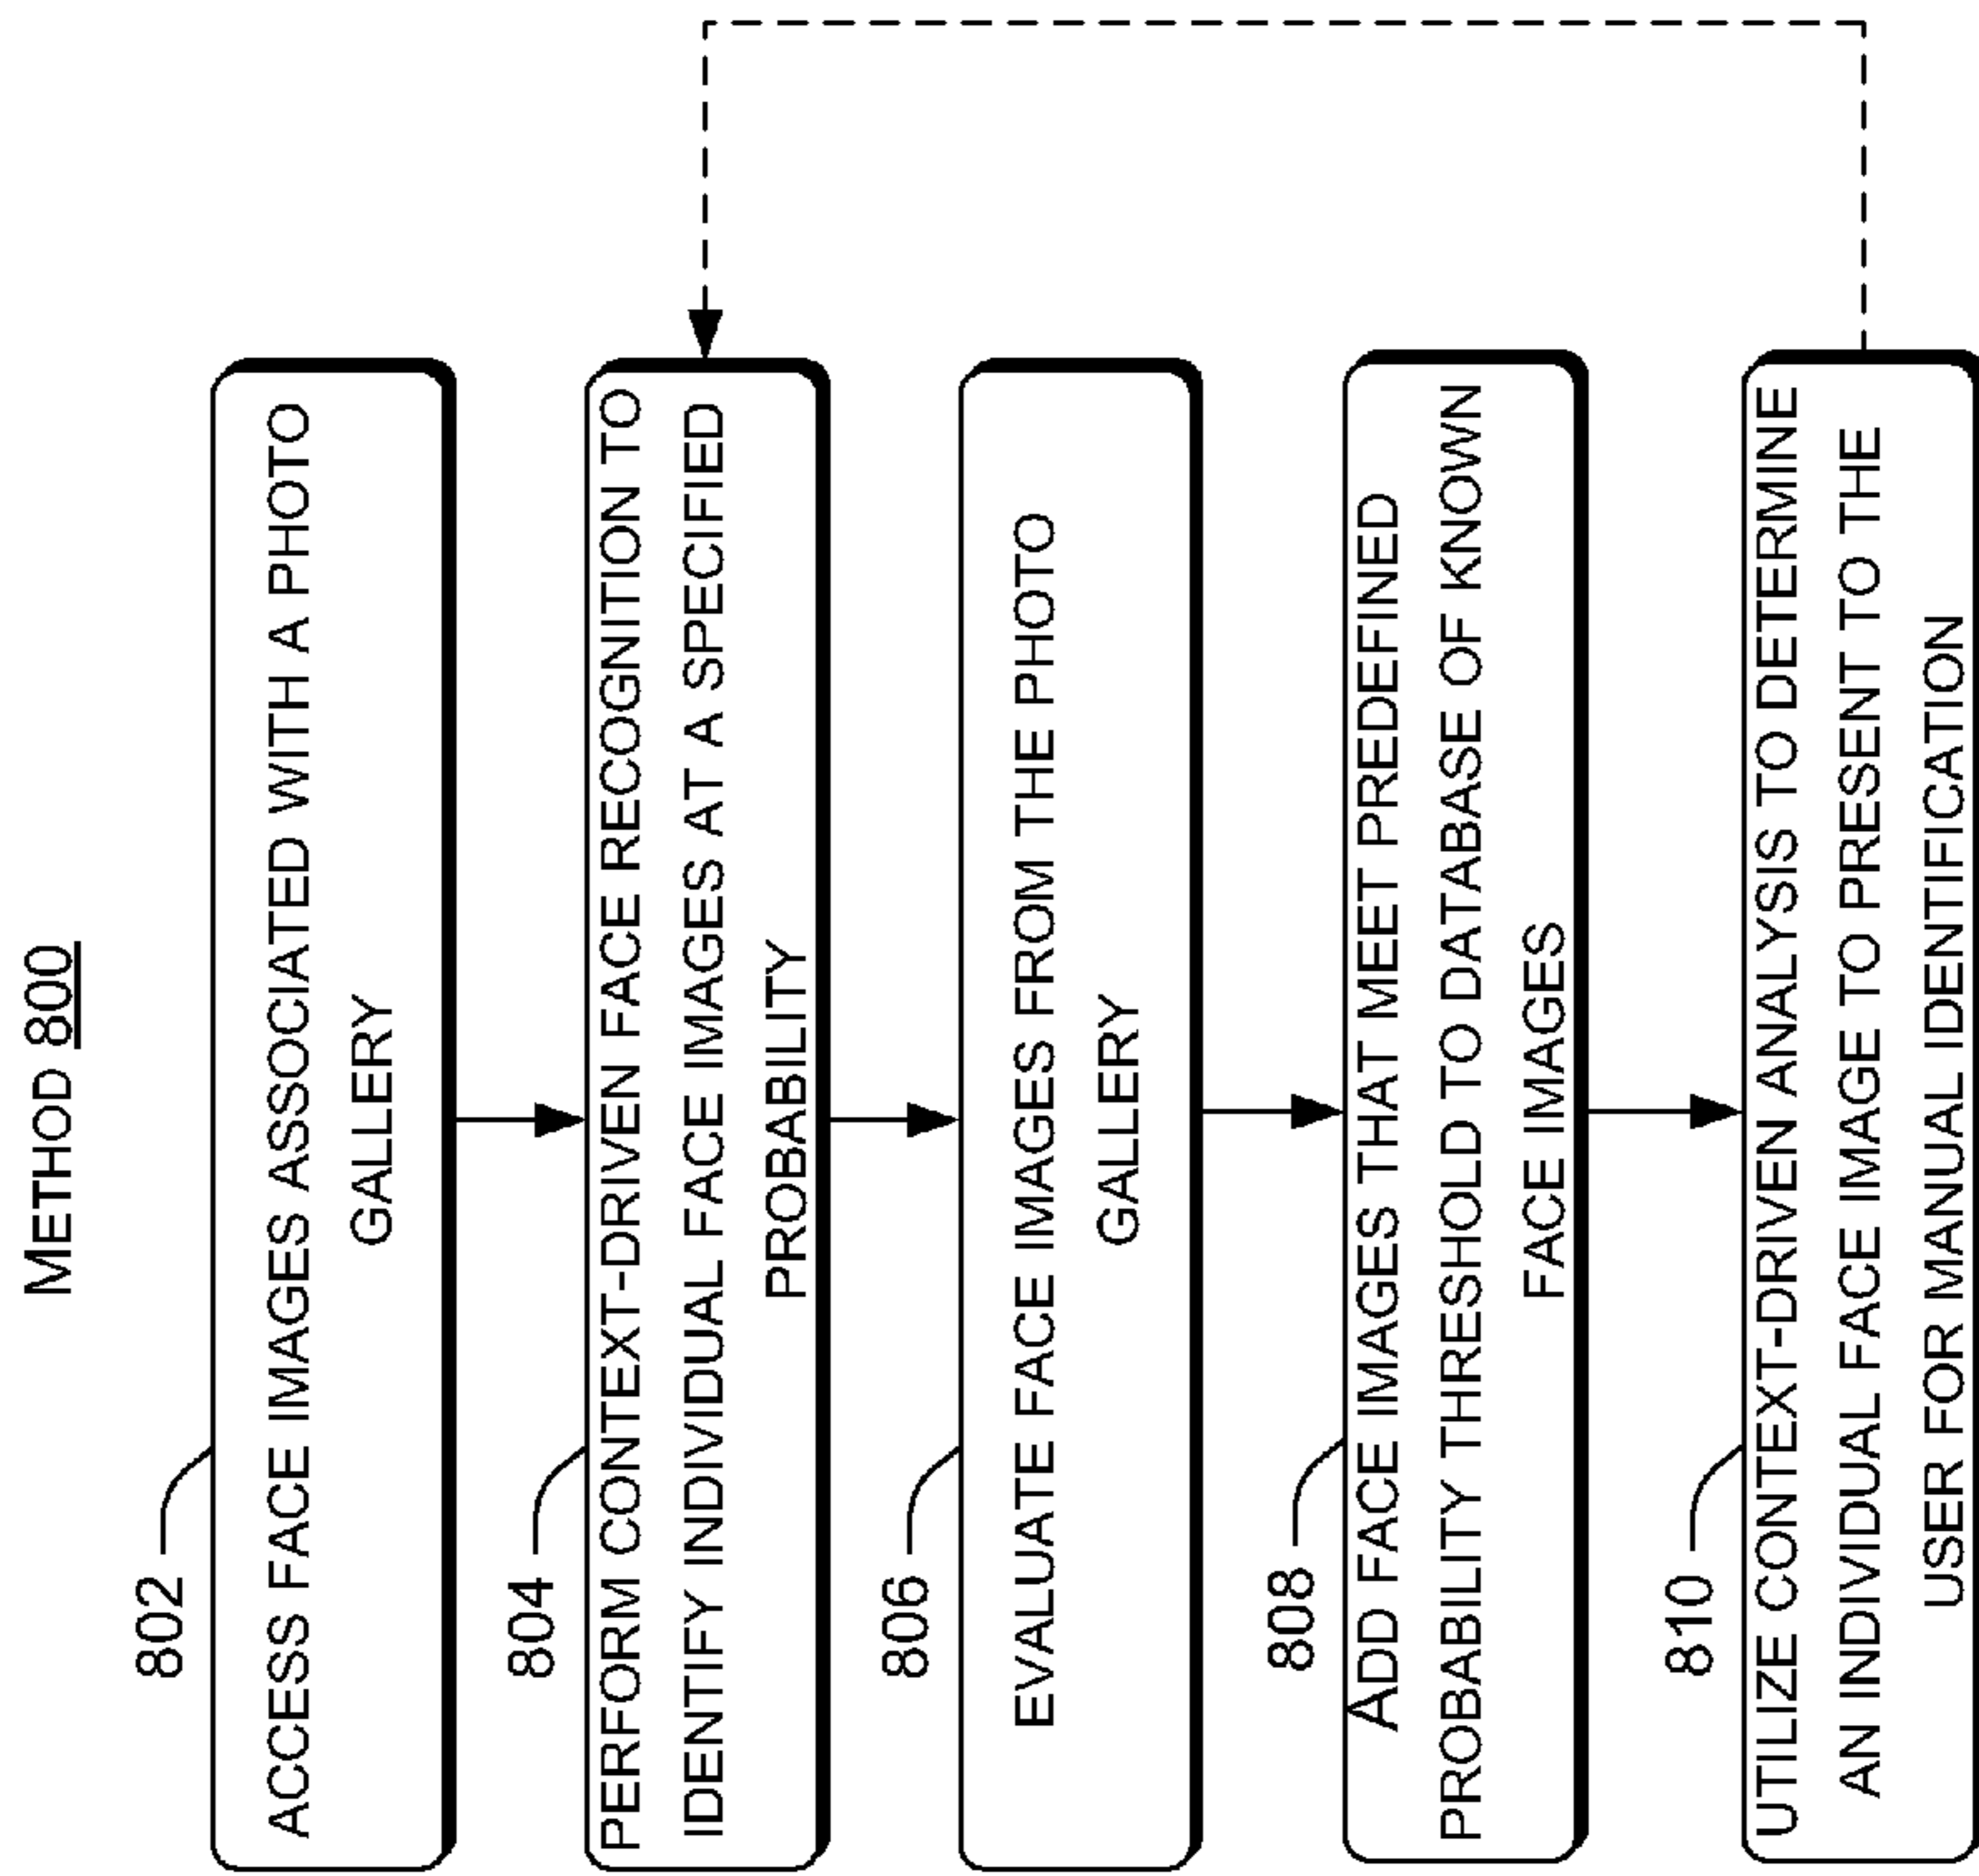 METHOD 800
802
ACCESS FACE IMAGES ASSOCIATED WITH A PHOTO
GALLERY
804
PERFORM CONTEXT-DRIVEN FACE RECOGNITION TO
IDENTIFY INDIVIDUAL FACE IMAGES AT A SPECIFIED
PROBABILITY
806
EVALUATE FACE IMAGES FROM THE PHOTO
GALLERY
808
ADD FACE IMAGES THAT MEET PREDEFINED
PROBABILITY THRESHOLD TO DATABASE OF KNOWN
FACE IMAGES
810
UTILIZE CONTEXT-DRIVEN ANALYSIS TO DETERMINE
AN INDIVIDUAL FACE IMAGE TO PRESENT TO THE
USER FOR MANUAL IDENTIFICATION